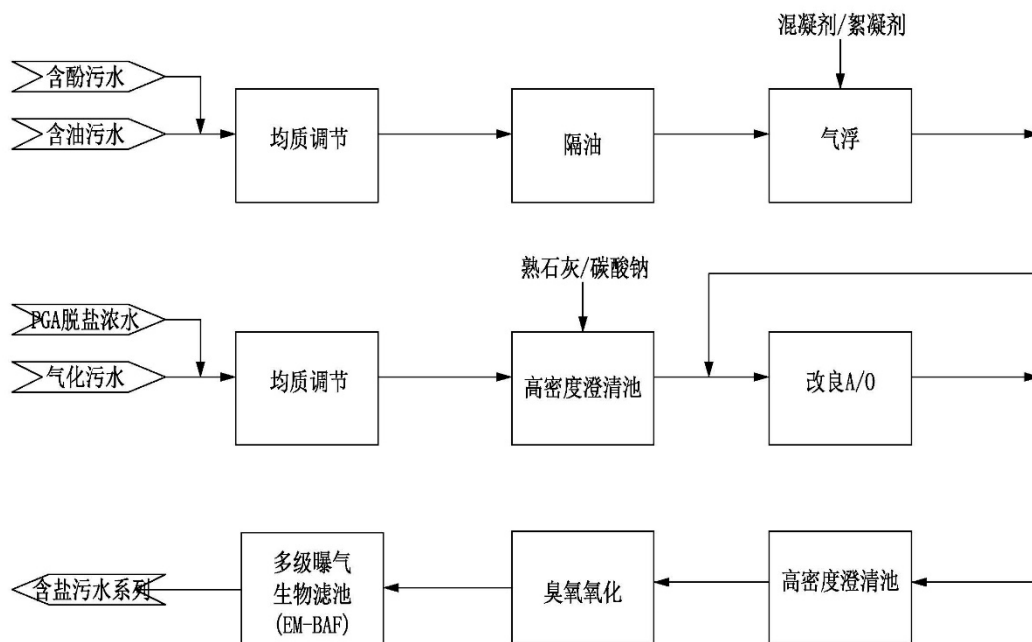 混凝剂/絮凝剂
含酚污水
含油污水
均质调节
隔油
气浮
熟石灰/碳酸钠
PGA脱盐浓水
气化污水
均质调节
高密度澄清池
改良A/O
含盐污水系列
多级曝气
生物滤池
(EM-BAF)
臭氧氧化
高密度澄清池